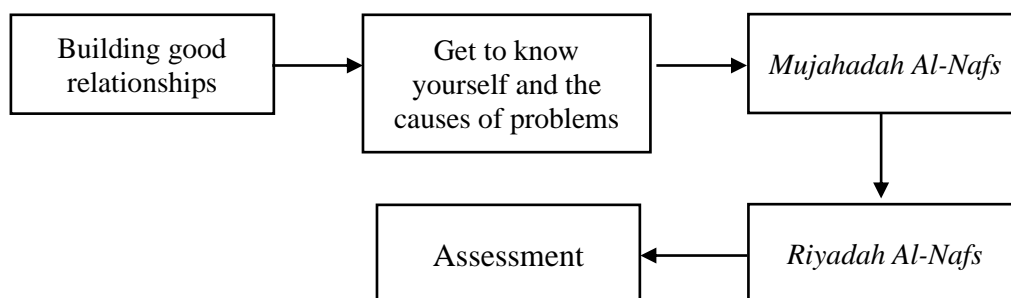 Building good
relationships
Get to know
yourself and the
causes of problems
Mujahadah Al-Nafs
Riyadah Al-Nafs
Assessment